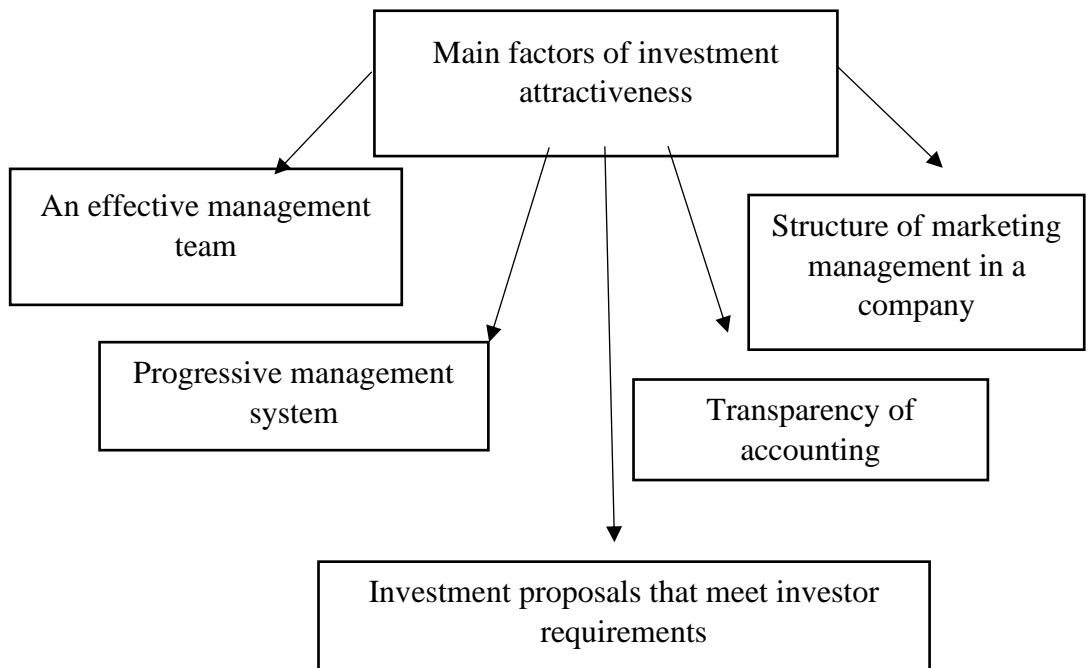 Main factors of investment
attractiveness
An effective management
team
Structure of marketing
management in a
company
Progressive management
system
Transparency of
accounting
Investment proposals that meet investor
requirements